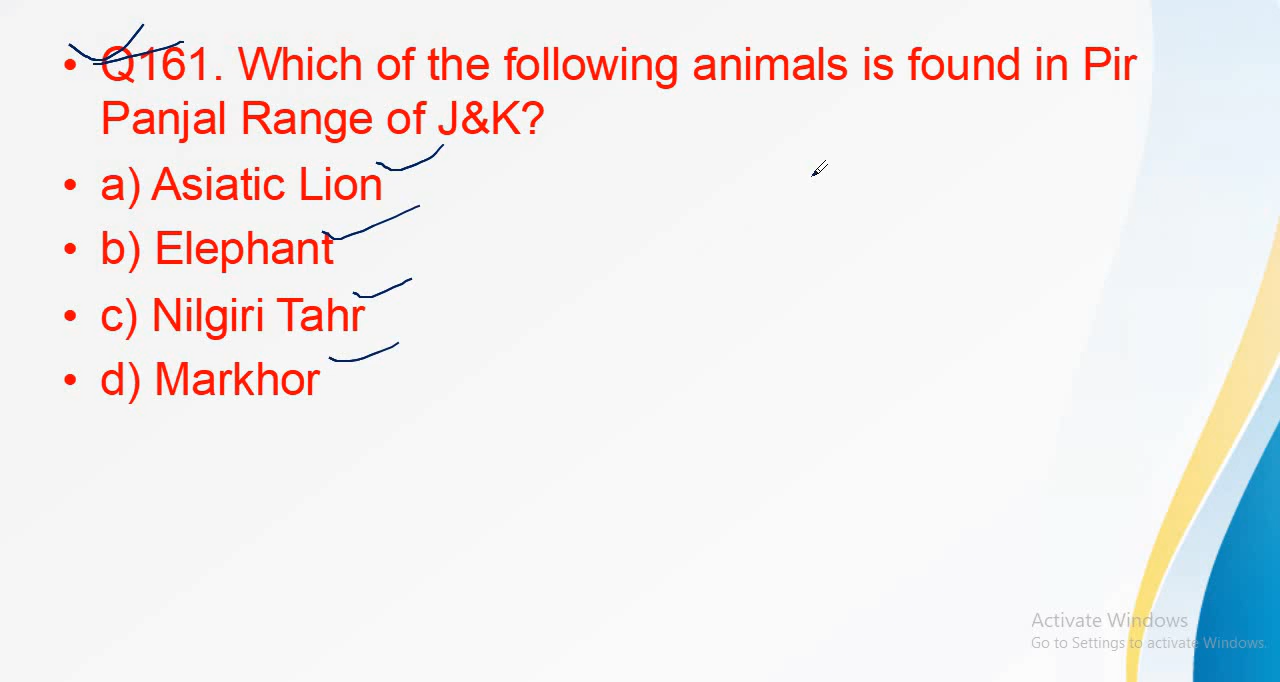 • Q161. Which of the following animals is found in Pir
Panjal Range of J&K?
• a) Asiatic Lion
• b) Elephant
• c) Nilgiri Tahr
• d) Markhor
Activate Windows
Go to Settings to activate Windows.